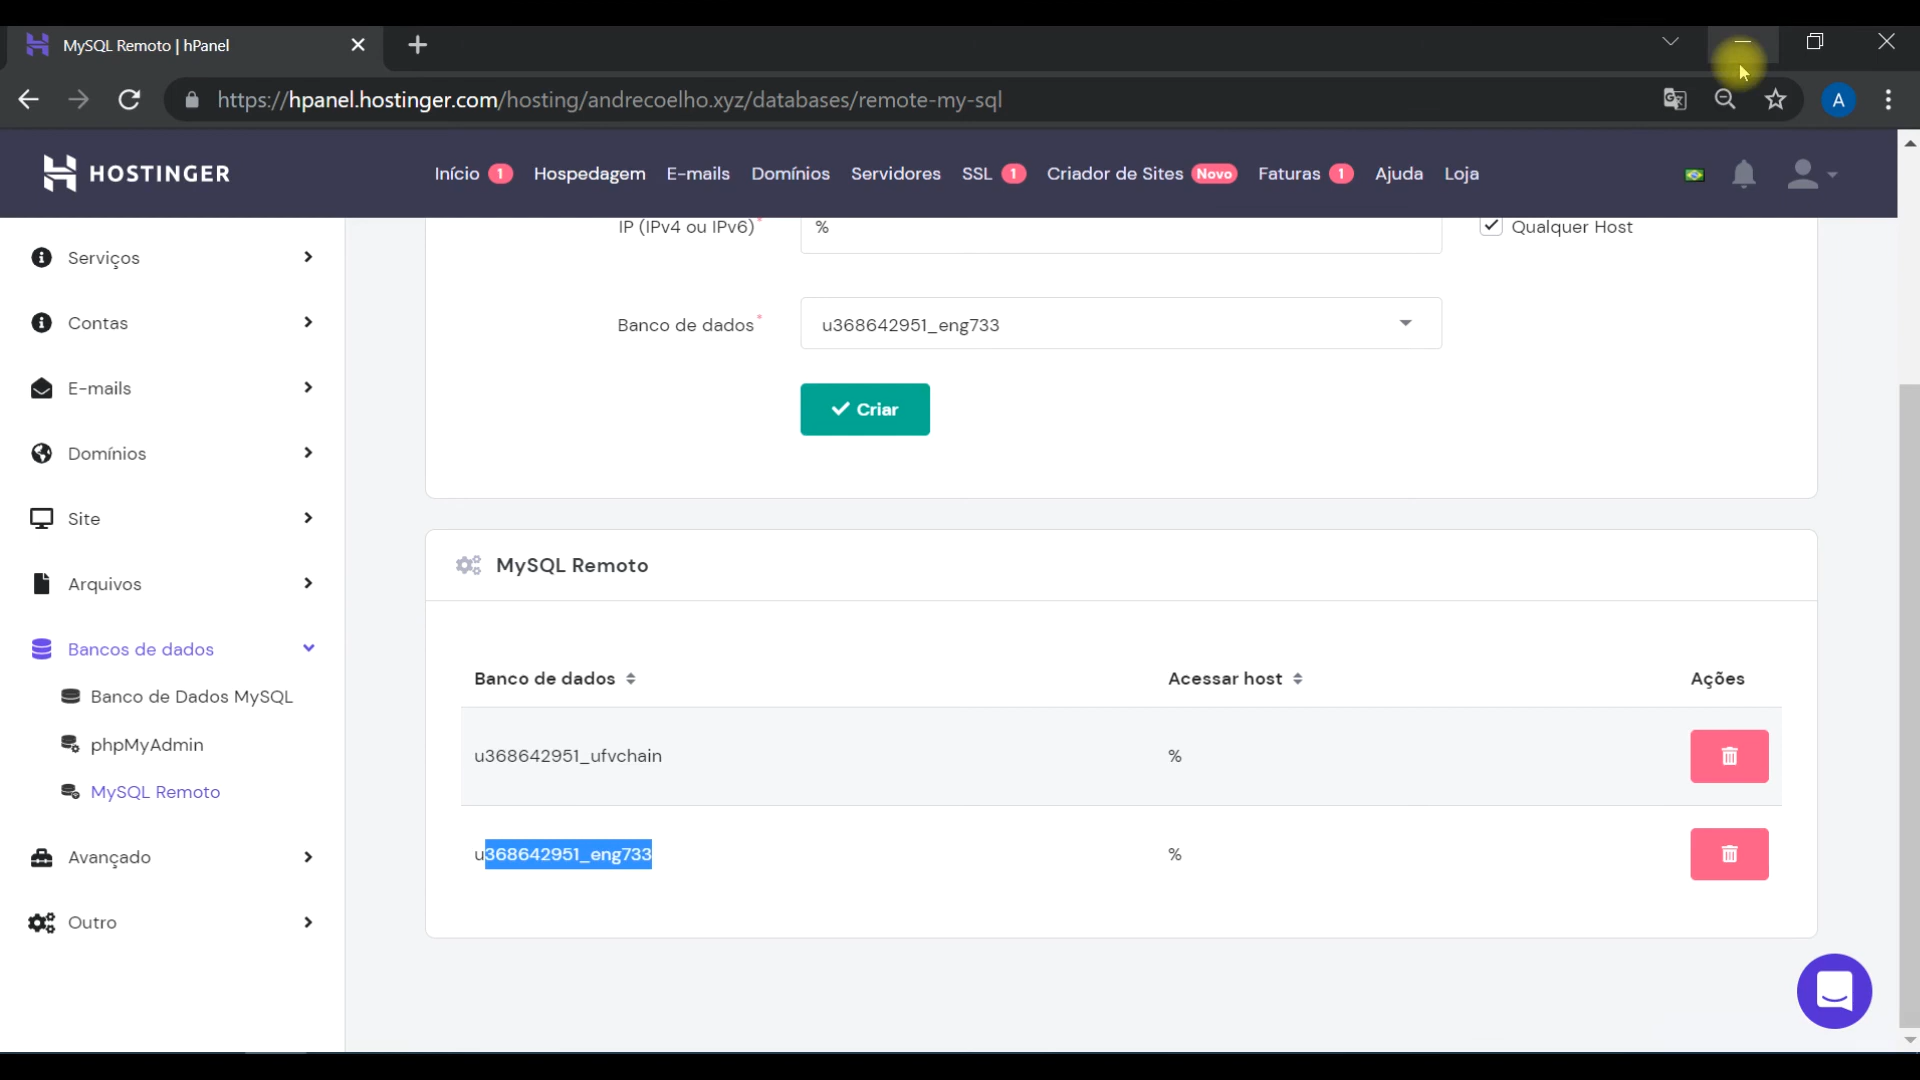 MySQL Remoto | hPanel
https://hpanel.hostinger.com/hosting/andrecoelho.xyz/databases/remote-my-sql
A
HOSTINGER
Início 1 Hospedagem E-mails Domínios Servidores SSL 1 Criador de Sites Novo Faturas 1 Ajuda Loja
Serviços
Contas
E-mails
Domínios
Site
Arquivos
Bancos de dados
Banco de Dados MySQL
phpMyAdmin
MySQL Remoto
Avançado
Outro
IP (IPv4 ou IPv6)* % Qualquer Host
Banco de dados* u368642951_eng733
Criar
MySQL Remoto
Banco de dados Acessar host Ações
u368642951_ufvchain %
u368642951_eng733 %